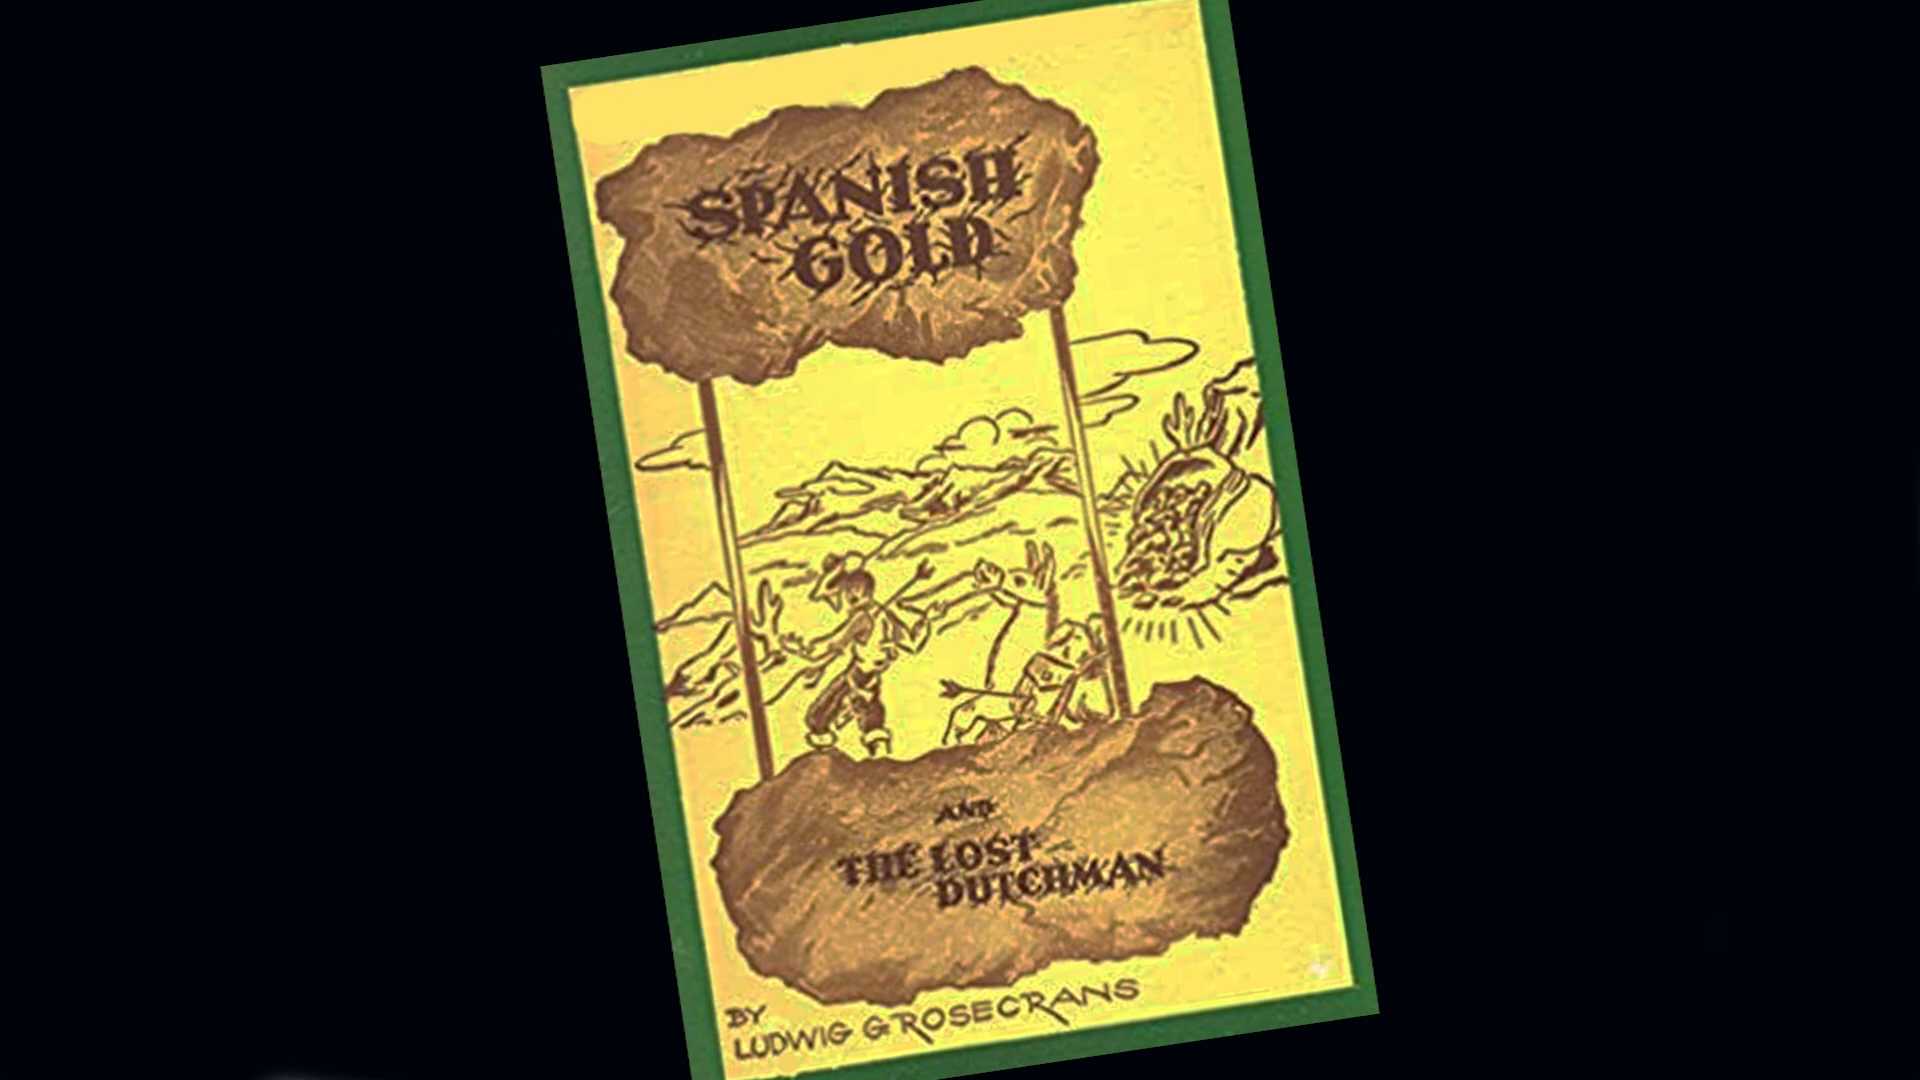 SPANISH
GOLD
AND
THE LOST
DUTCHMAN
BY
LUDWIG G ROSECRANS